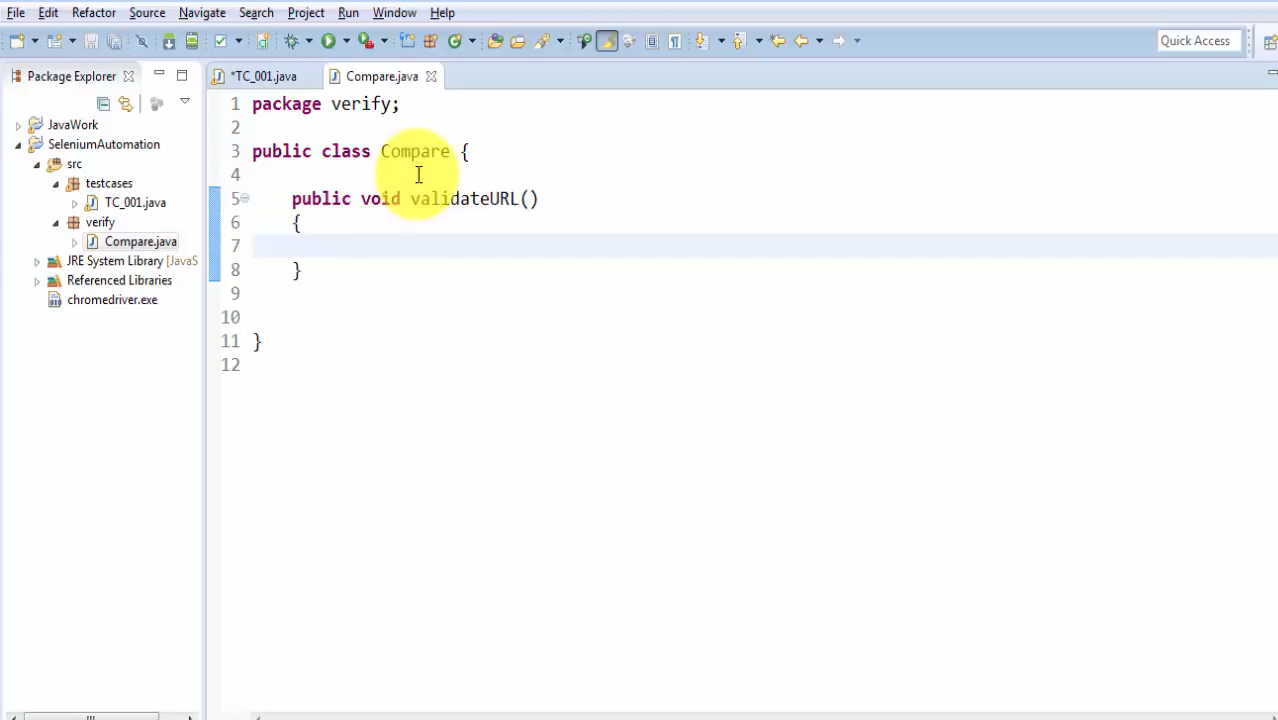 File Edit Refactor Source Navigate Search Project Run Window Help
Quick Access
Package Explorer
*TC_001.java
Compare.java
JavaWork
SeleniumAutomation
src
testcases
TC_001.java
verify
Compare.java
JRE System Library [JavaS
Referenced Libraries
chromedriver.exe
1 package verify;
2
3 public class Compare {
4
5 public void validateURL()
6 {
7
8 }
9
10
11 }
12